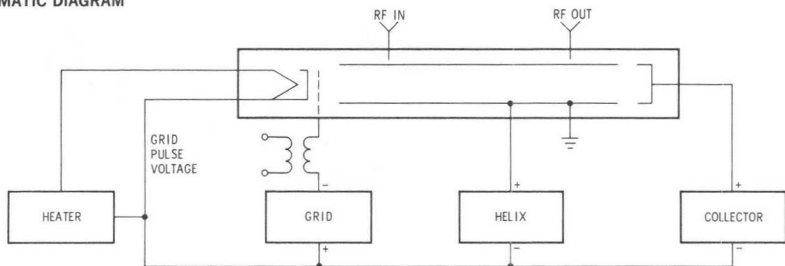 MATIC DIAGRAM
RF IN
RF OUT
GRID
PULSE
VOLTAGE
HEATER
GRID
HELIX
COLLECTOR
-
+
+
-
+
-